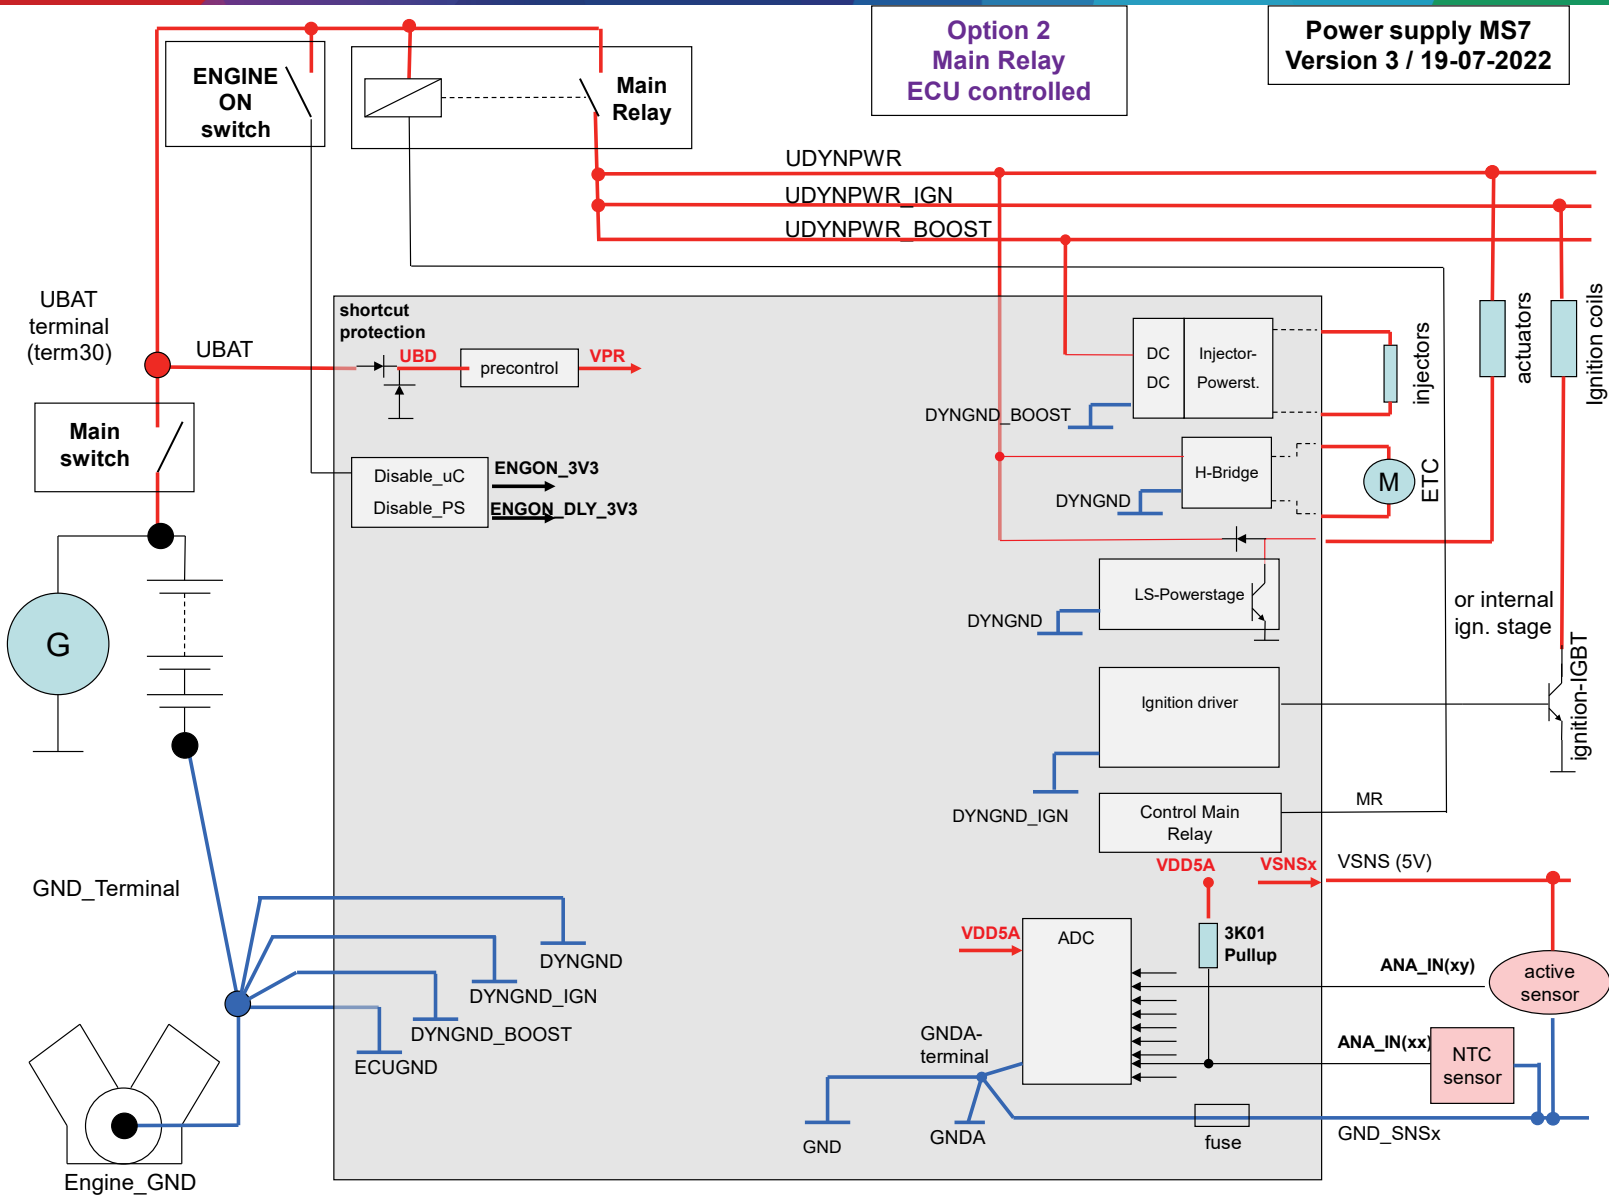 Option 2
Main Relay
ECU controlled
Power supply MS7
Version 3 / 19-07-2022
ENGINE
ON
switch
Main
Relay
UDYNPWR
UDYNPWR_IGN
UDYNPWR_BOOST
UBAT
terminal
(term30)
UBAT
shortcut
protection
UBD
precontrol
VPR
DC
DC
Injector-
Powerst.
injectors
actuators
Ignition coils
DYNGND_BOOST
Main
switch
Disable_uC
Disable_PS
ENGON_3V3
ENGON_DLY_3V3
H-Bridge
DYNGND
M
ETC
G
LS-Powerstage
DYNGND
or internal
ign. stage
ignition-IGBT
Ignition driver
DYNGND_IGN
Control Main
Relay
MR
VDD5A
VSNSx
VSNS (5V)
GND_Terminal
DYNGND
DYNGND_IGN
DYNGND_BOOST
ECUGND
VDD5A
ADC
3K01
Pullup
ANA_IN(xy)
active
sensor
GNDA-
terminal
ANA_IN(xx)
NTC
sensor
GND
GNDA
fuse
GND_SNSx
Engine_GND